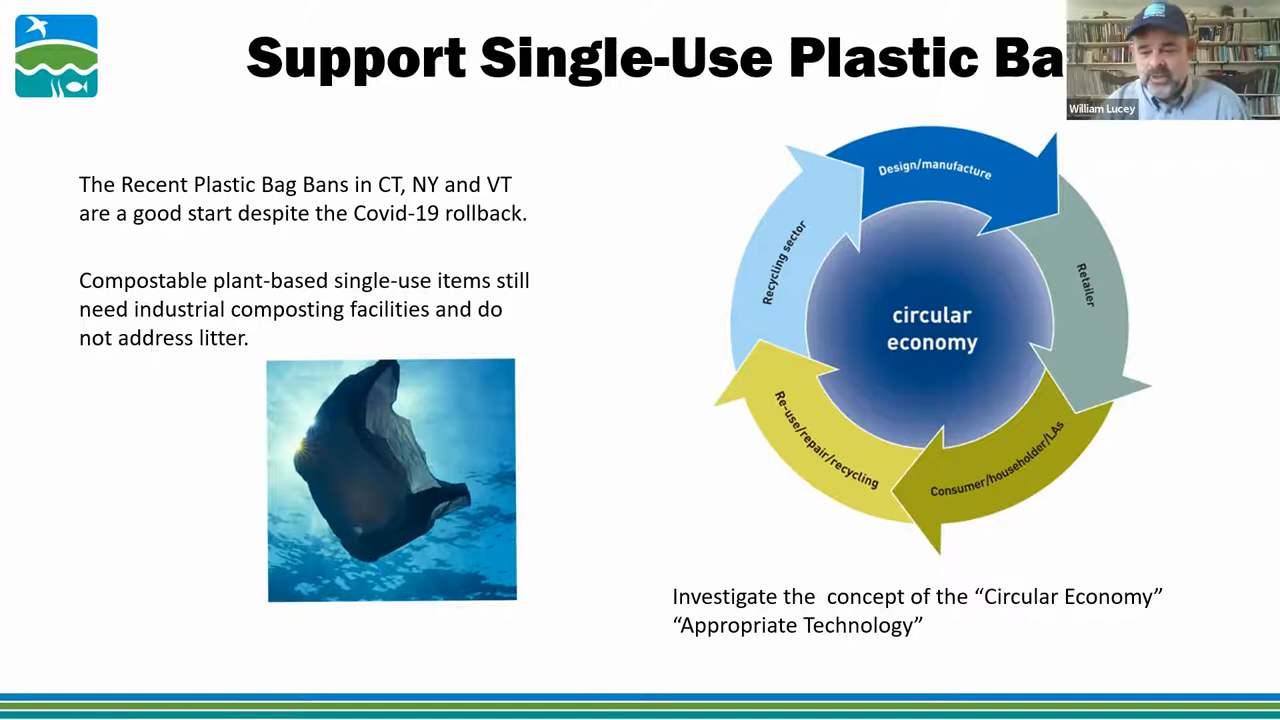 Support Single-Use Plastic Ba
William Lucey
The Recent Plastic Bag Bans in CT, NY and VT
are a good start despite the Covid-19 rollback.
Compostable plant-based single-use items still
need industrial composting facilities and do
not address litter.
Design/manufacture
Retailer
Consumer/householder/LAs
Re-use/repair/recycling
Recycling sector
circular
economy
Investigate the  concept of the “Circular Economy”
“Appropriate Technology”